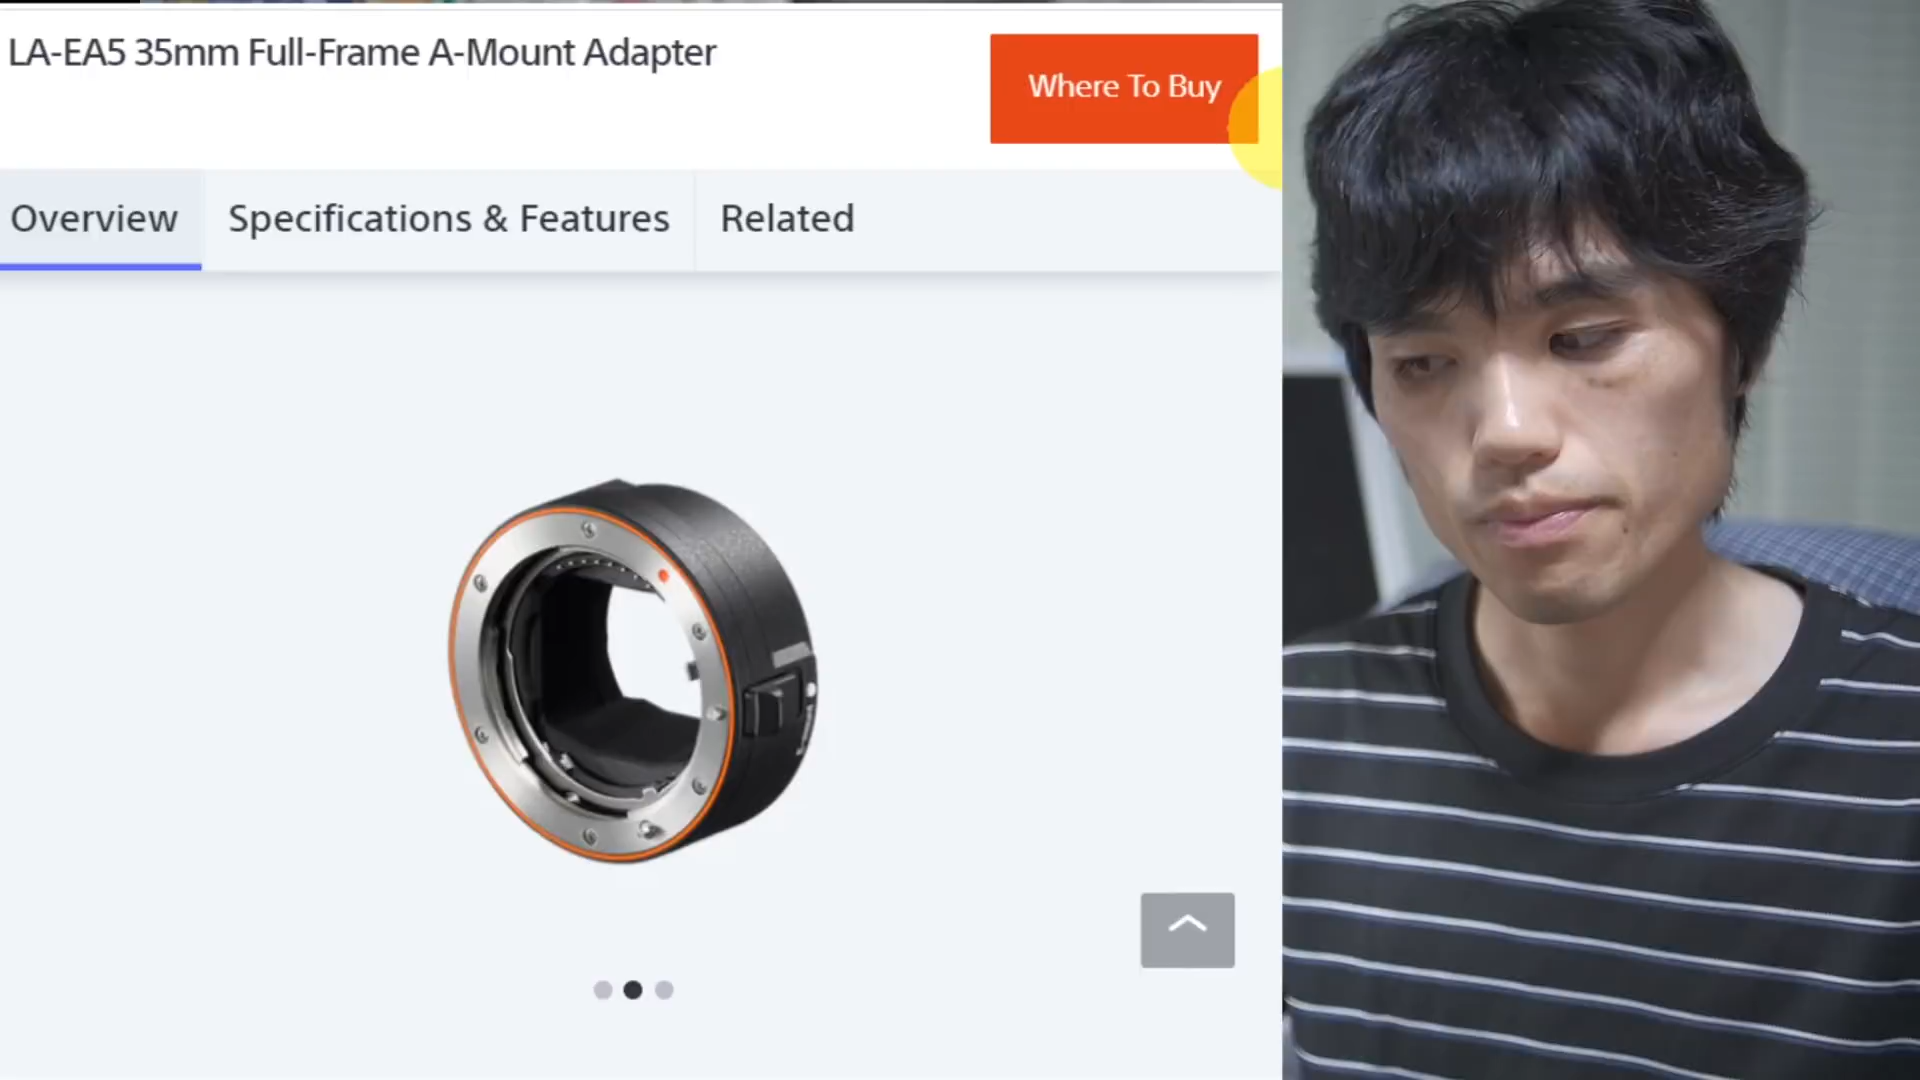 LA-EA5 35mm Full-Frame A-Mount Adapter
Where To Buy
Overview
Specifications & Features
Related